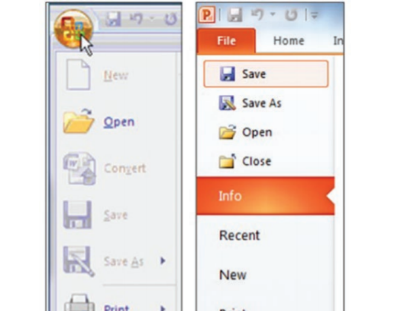 New
Open
Convert
Save
Save As
Print
P
File Home In
Save
Save As
Open
Close
Info
Recent
New